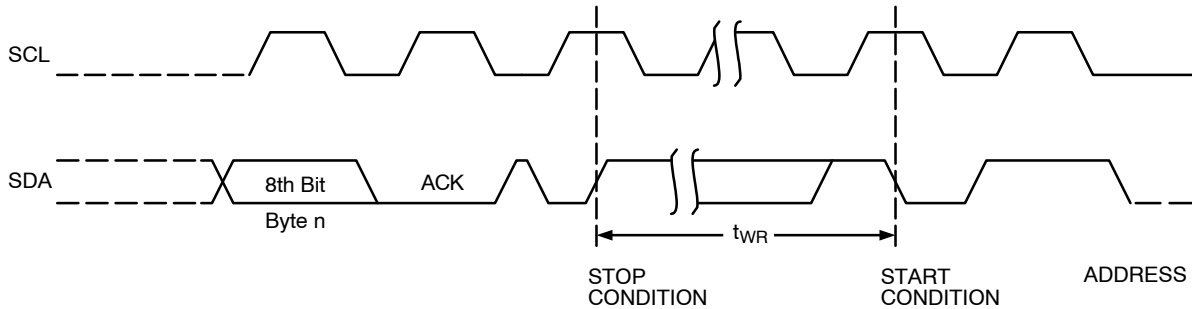 SCL
SDA
8th Bit
Byte n
ACK
tWR
STOP
CONDITION
START
CONDITION
ADDRESS